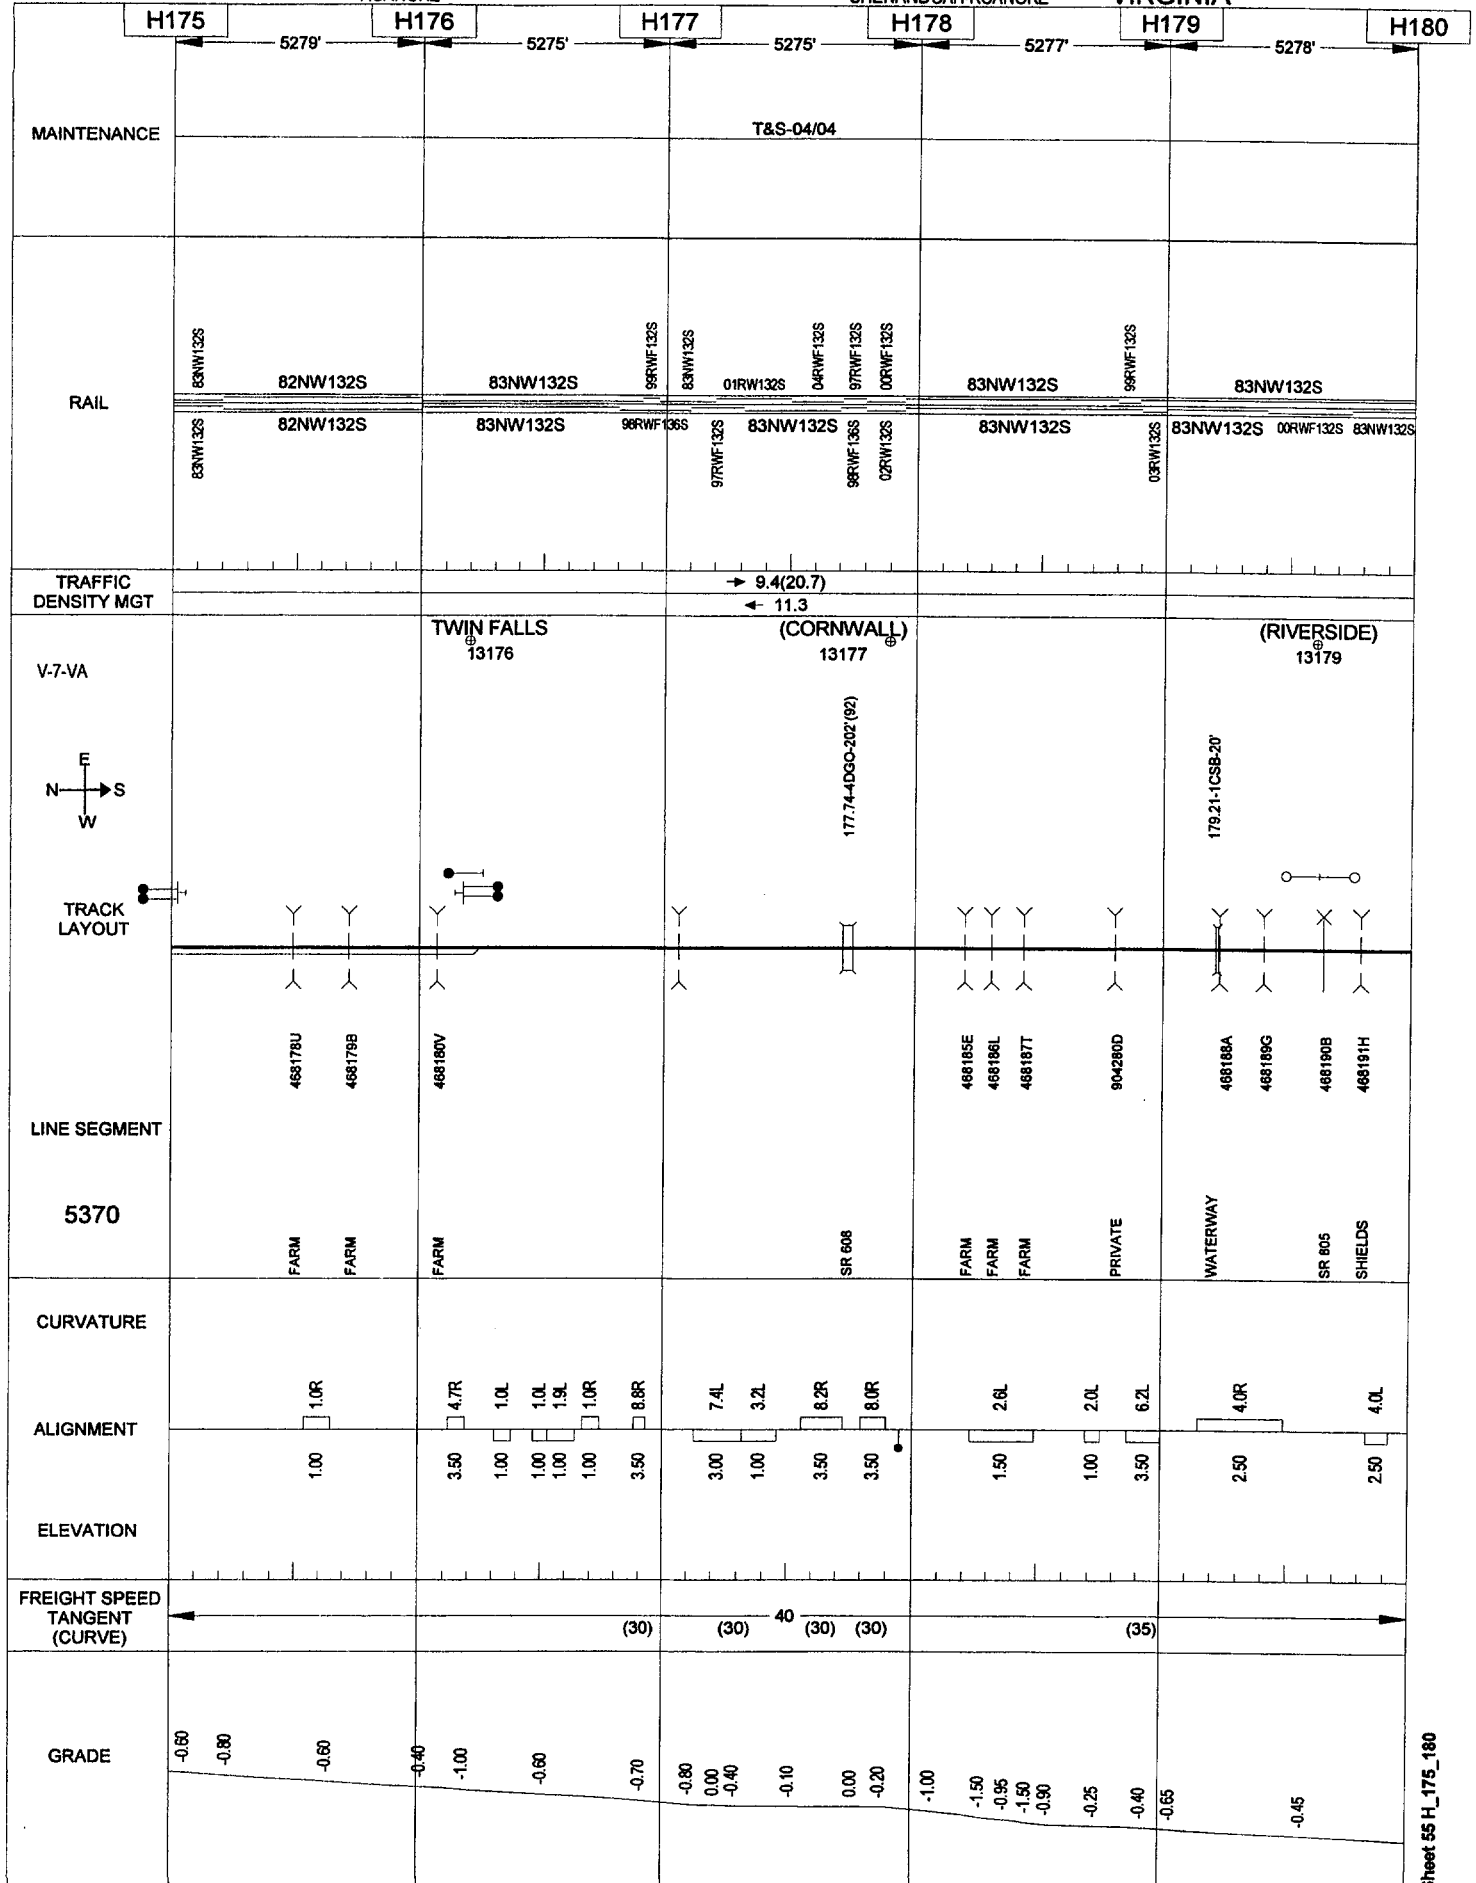 VIRGINIA
H175 H176 H177 H178 H179 H180
5279' 5275' 5275' 5277' 5278'
MAINTENANCE
T&S-04/04
RAIL
83NW132S 82NW132S 83NW132S 99RWF132S 83NW132S 01RW132S 04RWF132S 97RWF132S 00RWF132S 83NW132S 99RWF132S 83NW132S
83NW132S 82NW132S 83NW132S 98RWF136S 97RWF132S 83NW132S 98RWF136S 02RW132S 83NW132S 03RW132S 83NW132S 00RWF132S 83NW132S
TRAFFIC
DENSITY MGT
→ 9.4(20.7)
← 11.3
TWIN FALLS (CORNWALL) (RIVERSIDE)
13176 13177 13179
V-7-VA
177.74-4DGO-202'(92)
179.21-1CSB-20'
E
N S
W
TRACK
LAYOUT
468178U 468179B 468180V 468185E 468186L 468187T 904280D 468188A 468189G 468190B 468191H
LINE SEGMENT
5370
FARM FARM FARM SR 608 FARM FARM FARM PRIVATE WATERWAY SR 805 SHIELDS
CURVATURE
1.0R 4.7R 1.0L 1.0L 1.9L 1.0R 8.8R 7.4L 3.2L 8.2R 8.0R 2.6L 2.0L 6.2L 4.0R 4.0L
ALIGNMENT
1.00 3.50 1.00 1.00 1.00 1.00 3.50 3.00 1.00 3.50 3.50 1.50 1.00 3.50 2.50 2.50
ELEVATION
FREIGHT SPEED
TANGENT
(CURVE)
40
(30) (30) (30) (30) (35)
GRADE
-0.60 -0.80 -0.60 -0.40 -1.00 -0.60 -0.70 -0.80 0.00 -0.40 -0.10 0.00 -0.20 -1.00 -1.50 -0.95 -1.50 -0.90 -0.25 -0.40 -0.65 -0.45
Sheet 55 H_175_180